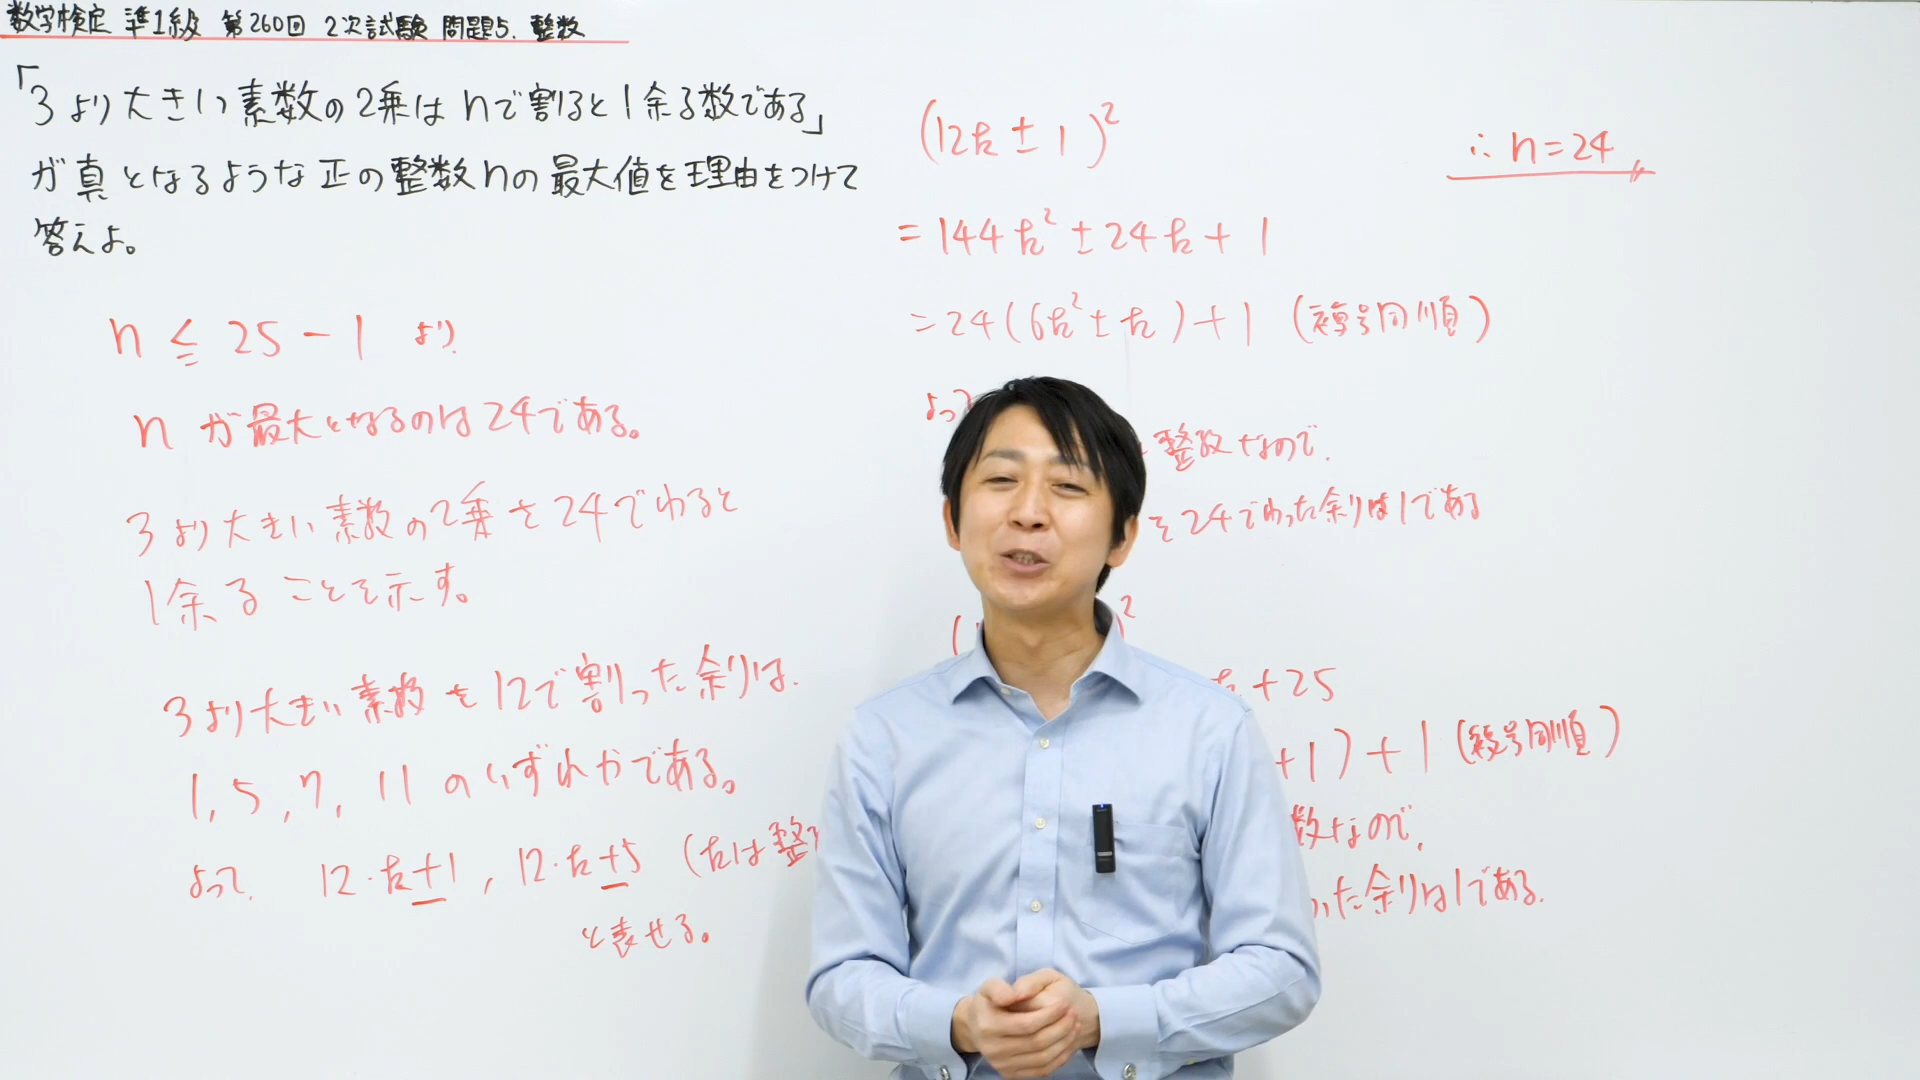 数学検定 準1級 第260回 2次試験 問題5. 整数
「3より大きい素数の2乗はnで割ると1余る数である」
が真となるような正の整数nの最大値を理由をつけて
答えよ。
n ≦ 25 - 1 より
n が最大となるのは24である。
3より大きい素数の2乗を24でわると
1余ることを示す。
3より大きい素数を12で割った余りは、
1, 5, 7, 11 のいずれかである。
よって、 12·k±1, 12·k±5 (kは整
と表せる。
(12k ± 1)²
= 144k² ± 24k + 1
= 24(6k² ± k) + 1 (複号同順)
よって
整数なので、
を24でわった余りは1である
(
)²
k + 25
+1) + 1 (複号同順)
数なので、
った余りは1である。
∴ n = 24